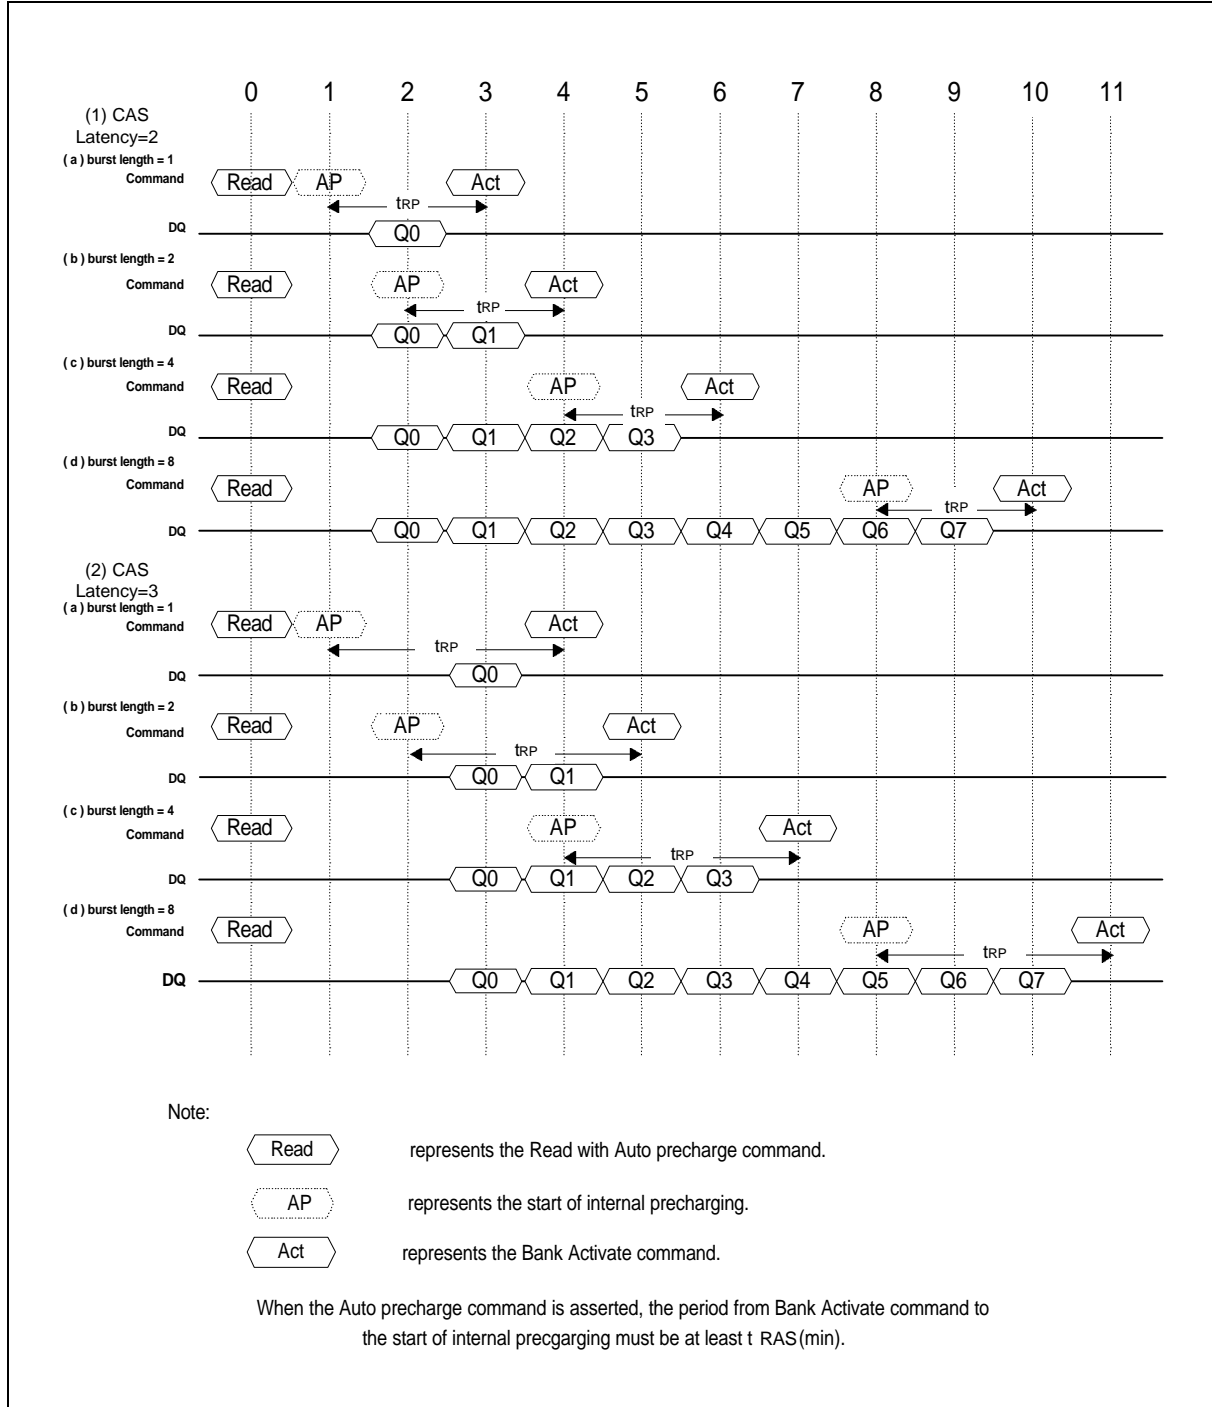 0 1 2 3 4 5 6 7 8 9 10 11
(1) CAS
Latency=2
( a ) burst length = 1
Command Read AP Act
tRP
DQ Q0
( b ) burst length = 2
Command Read AP Act
tRP
DQ Q0 Q1
( c ) burst length = 4
Command Read AP Act
tRP
DQ Q0 Q1 Q2 Q3
( d ) burst length = 8
Command Read AP Act
tRP
DQ Q0 Q1 Q2 Q3 Q4 Q5 Q6 Q7
(2) CAS
Latency=3
( a ) burst length = 1
Command Read AP Act
tRP
DQ Q0
( b ) burst length = 2
Command Read AP Act
tRP
DQ Q0 Q1
( c ) burst length = 4
Command Read AP Act
tRP
DQ Q0 Q1 Q2 Q3
( d ) burst length = 8
Command Read AP Act
tRP
DQ Q0 Q1 Q2 Q3 Q4 Q5 Q6 Q7
Note:
Read represents the Read with Auto precharge command.
AP represents the start of internal precharging.
Act represents the Bank Activate command.
When the Auto precharge command is asserted, the period from Bank Activate command to
the start of internal precgarging must be at least t RAS(min).